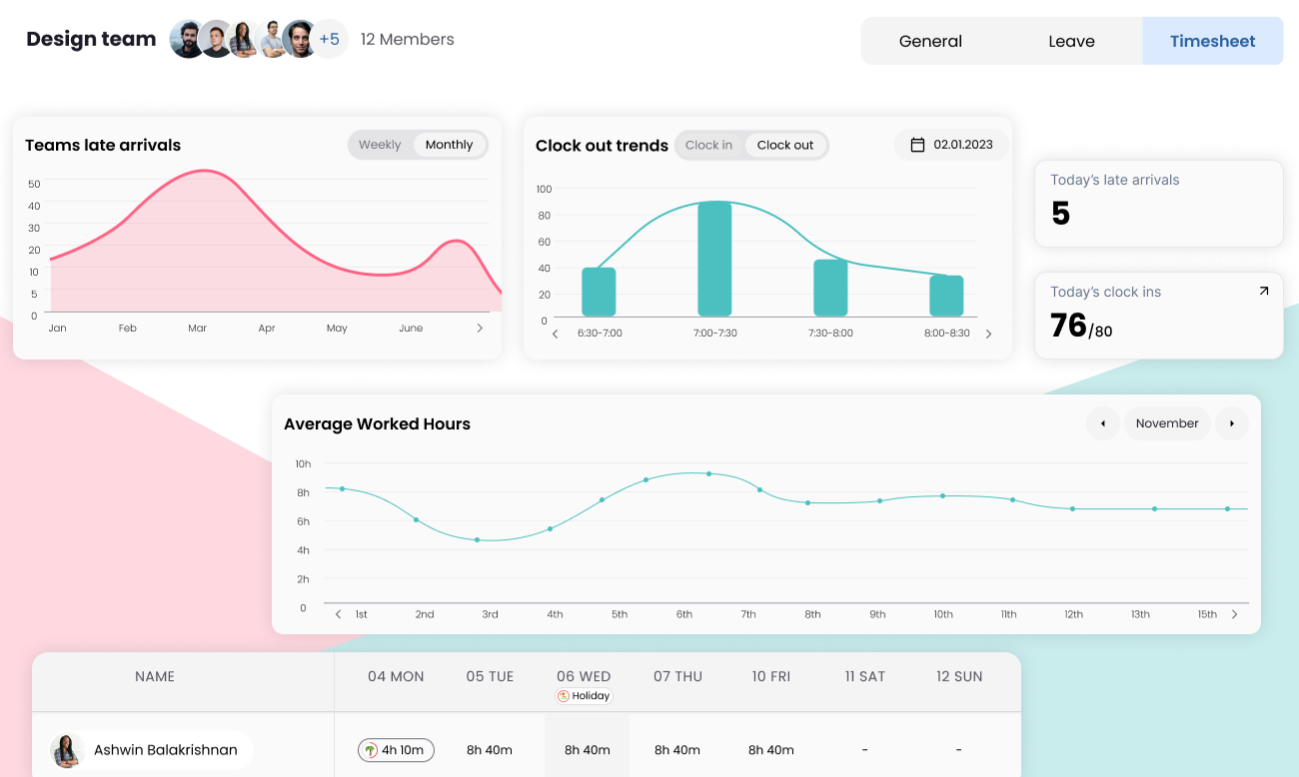 Design team +5 12 Members General Leave Timesheet
Teams late arrivals Weekly Monthly
50
40
30
20
10
5
0
Jan Feb Mar Apr May June
Clock out trends Clock in Clock out 02.01.2023
100
80
60
40
20
0
6:30-7:00 7:00-7:30 7:30-8:00 8:00-8:30
Today's late arrivals
5
Today's clock ins
76/80
Average Worked Hours November
10h
8h
6h
4h
2h
0
1st 2nd 3rd 4th 5th 6th 7th 8th 9th 10th 11th 12th 13th 15th
NAME 04 MON 05 TUE 06 WED 07 THU 10 FRI 11 SAT 12 SUN
Holiday
Ashwin Balakrishnan 4h 10m 8h 40m 8h 40m 8h 40m 8h 40m - -